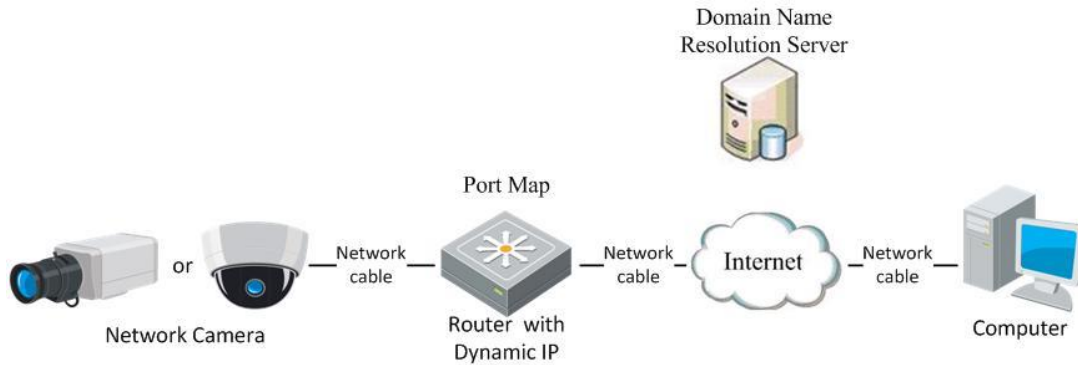 Domain Name
Resolution Server
Port Map
or
Network
cable
Network
cable
Internet
Network
cable
Network Camera
Router with
Dynamic IP
Computer